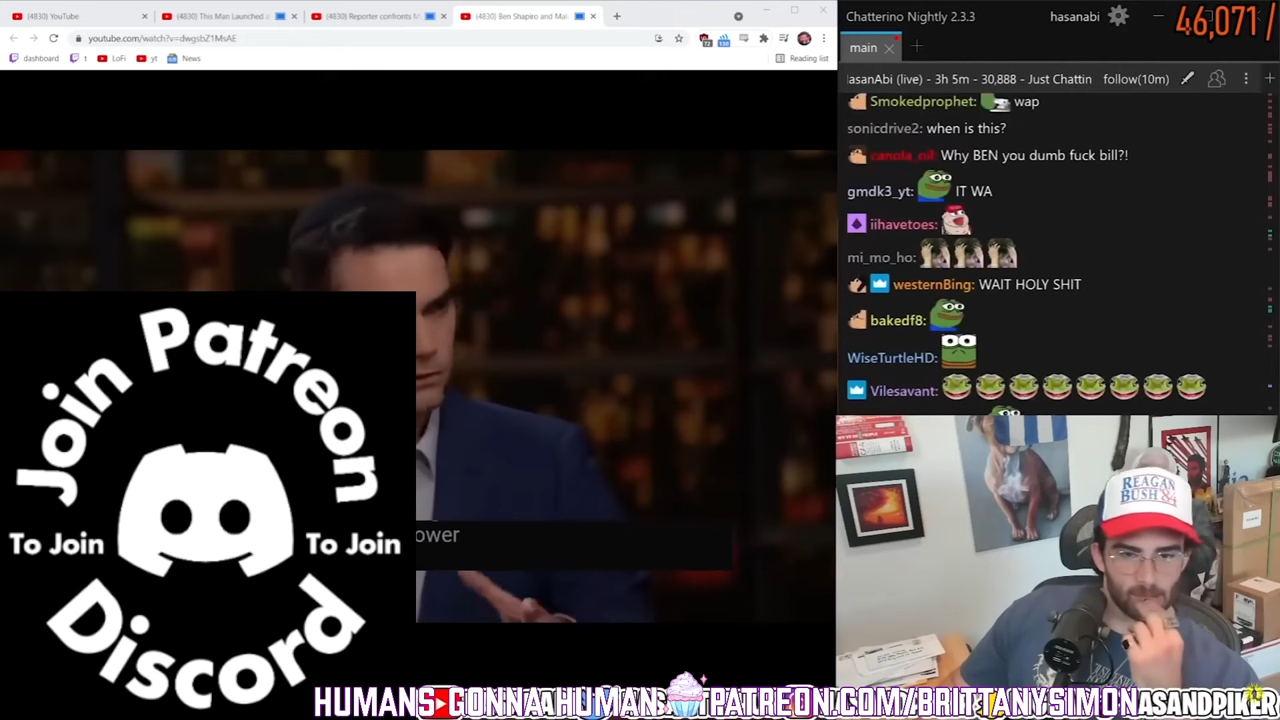 (4830) YouTube
(4830) This Man Launched a
(4830) Reporter confronts M
(4830) Ben Shapiro and Mal
youtube.com/watch?v=dwgsbZ1MsAE
72
dashboard
t
LoFi
yt
News
Reading list
Chatterino Nightly 2.3.3
hasanabi
46,071 /
main
HasanAbi (live) - 3h 5m - 30,888 - Just Chattin
follow(10m)
Smokedprophet: wap
sonicdrive2: when is this?
canola_nil: Why BEN you dumb fuck bill?!
gmdk3_yt: IT WA
iihavetoes:
mi_mo_ho:
westernBing: WAIT HOLY SHIT
bakedf8:
WiseTurtleHD:
Vilesavant:
Join Patreon
To Join
To Join
Discord
ower
REAGAN
BUSH '84
HUMANS GONNA HUMAN PATREON.COM/BRITTANYSIMON
ASANDPIKER